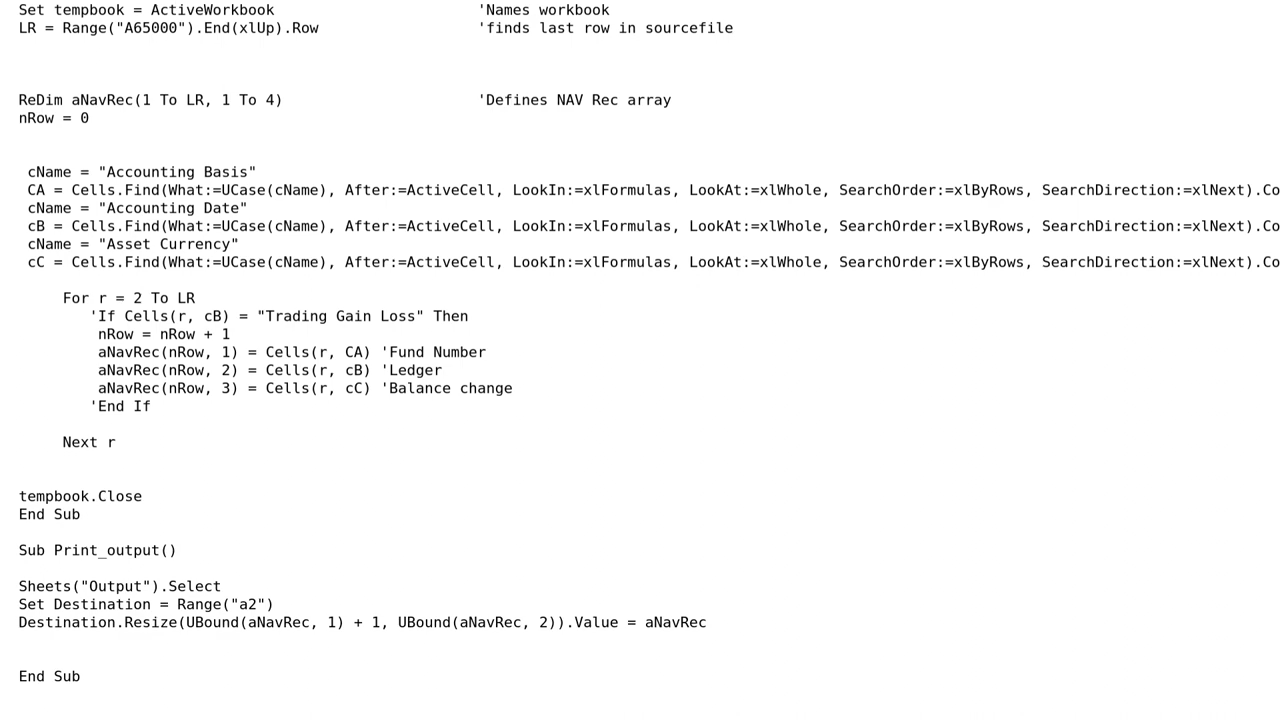 Set tempbook = ActiveWorkbook 'Names workbook
LR = Range("A65000").End(xlUp).Row 'finds last row in sourcefile
ReDim aNavRec(1 To LR, 1 To 4) 'Defines NAV Rec array
nRow = 0
cName = "Accounting Basis"
CA = Cells.Find(What:=UCase(cName), After:=ActiveCell, LookIn:=xlFormulas, LookAt:=xlWhole, SearchOrder:=xlByRows, SearchDirection:=xlNext).Co
cName = "Accounting Date"
cB = Cells.Find(What:=UCase(cName), After:=ActiveCell, LookIn:=xlFormulas, LookAt:=xlWhole, SearchOrder:=xlByRows, SearchDirection:=xlNext).Co
cName = "Asset Currency"
cC = Cells.Find(What:=UCase(cName), After:=ActiveCell, LookIn:=xlFormulas, LookAt:=xlWhole, SearchOrder:=xlByRows, SearchDirection:=xlNext).Co
For r = 2 To LR
'If Cells(r, cB) = "Trading Gain Loss" Then
nRow = nRow + 1
aNavRec(nRow, 1) = Cells(r, CA) 'Fund Number
aNavRec(nRow, 2) = Cells(r, cB) 'Ledger
aNavRec(nRow, 3) = Cells(r, cC) 'Balance change
'End If
Next r
tempbook.Close
End Sub
Sub Print_output()
Sheets("Output").Select
Set Destination = Range("a2")
Destination.Resize(UBound(aNavRec, 1) + 1, UBound(aNavRec, 2)).Value = aNavRec
End Sub